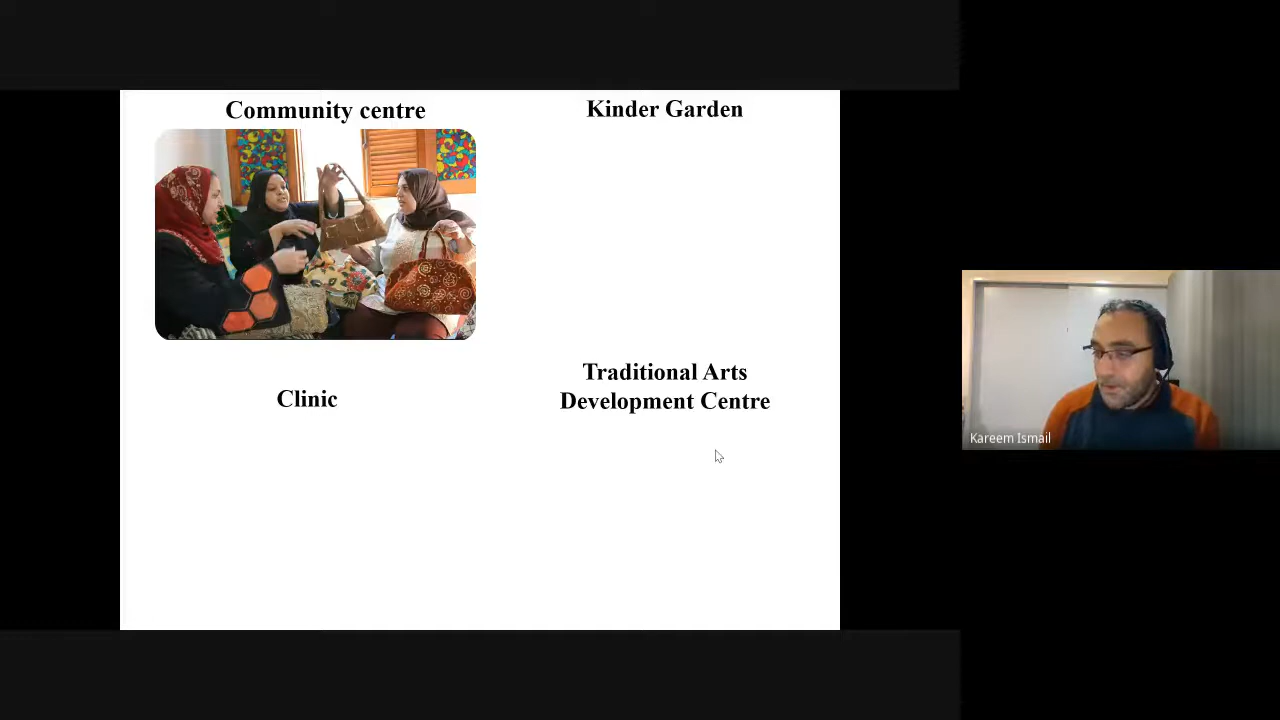 Community centre
Kinder Garden
Clinic
Traditional Arts
Development Centre
Kareem Ismail